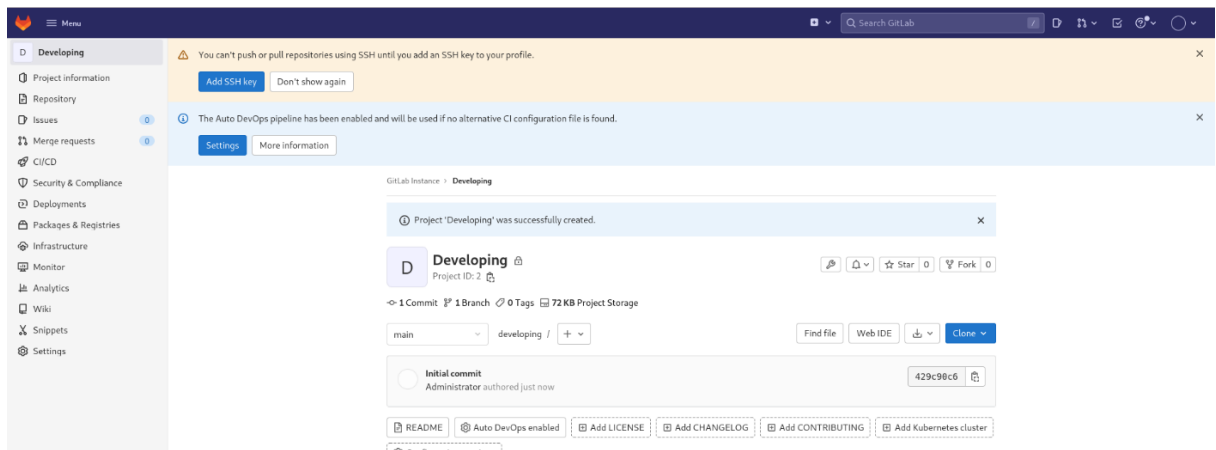 Menu
Search GitLab
/
D Developing
Project information
Repository
Issues 0
Merge requests 0
CI/CD
Security & Compliance
Deployments
Packages & Registries
Infrastructure
Monitor
Analytics
Wiki
Snippets
Settings
You can't push or pull repositories using SSH until you add an SSH key to your profile.
Add SSH key Don't show again
The Auto DevOps pipeline has been enabled and will be used if no alternative CI configuration file is found.
Settings More information
GitLab Instance > Developing
Project 'Developing' was successfully created.
D Developing
Project ID: 2
Star 0 Fork 0
1 Commit 1 Branch 0 Tags 72 KB Project Storage
main developing / + Find file Web IDE Clone
Initial commit
Administrator authored just now
429c90c6
README Auto DevOps enabled Add LICENSE Add CHANGELOG Add CONTRIBUTING Add Kubernetes cluster